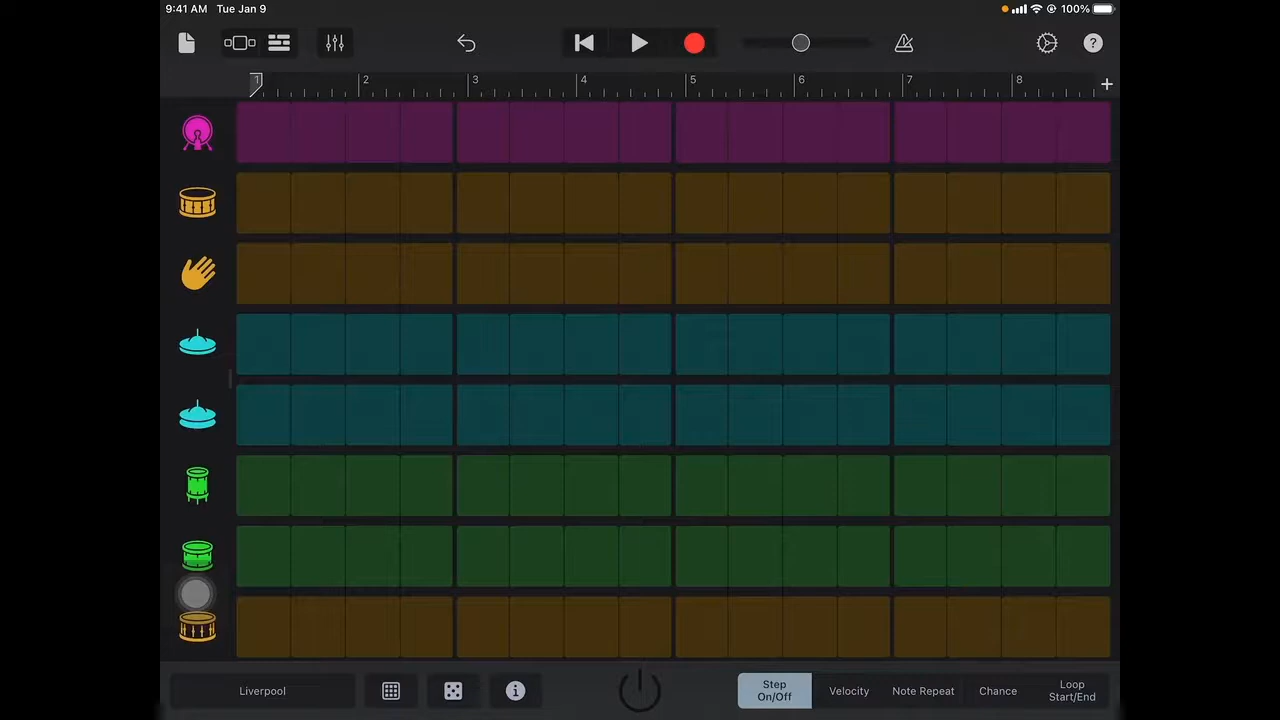 9:41 AM Tue Jan 9
100%
1 2 3 4 5 6 7 8
Liverpool
Step
On/Off
Velocity
Note Repeat
Chance
Loop
Start/End